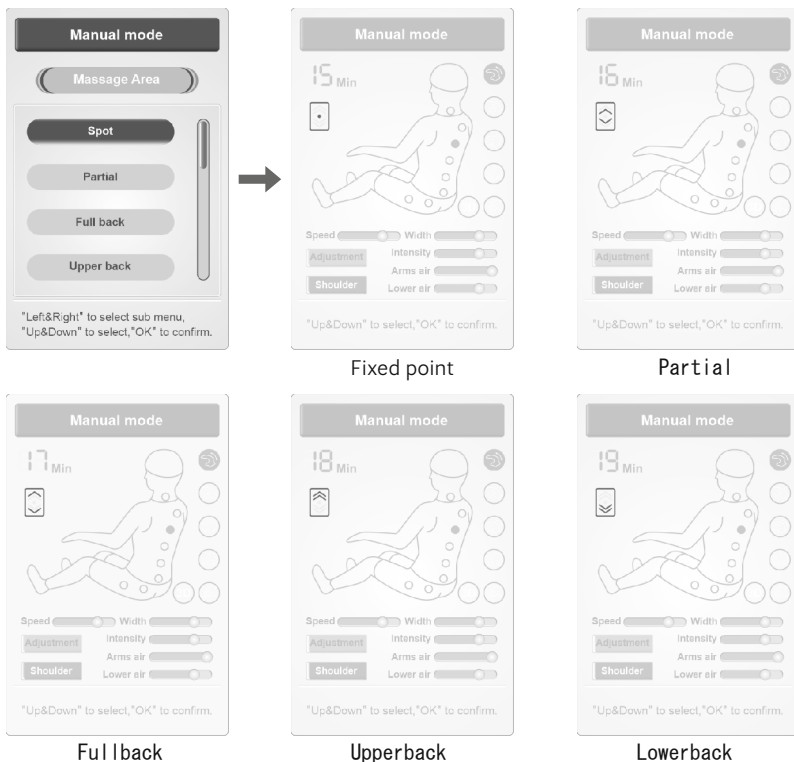 Manual mode
Massage Area
Spot
Partial
Full back
Upper back
"Left&Right" to select sub menu,
"Up&Down" to select,"OK" to confirm.
Manual mode
15 Min
Speed Width
Adjustment Intensity
Arms air
Shoulder Lower air
"Up&Down" to select,"OK" to confirm.
Fixed point
Manual mode
16 Min
Speed Width
Adjustment Intensity
Arms air
Shoulder Lower air
"Up&Down" to select,"OK" to confirm.
Partial
Manual mode
17 Min
Speed Width
Adjustment Intensity
Arms air
Shoulder Lower air
"Up&Down" to select,"OK" to confirm.
Fullback
Manual mode
18 Min
Speed Width
Adjustment Intensity
Arms air
Shoulder Lower air
"Up&Down" to select,"OK" to confirm.
Upperback
Manual mode
19 Min
Speed Width
Adjustment Intensity
Arms air
Shoulder Lower air
"Up&Down" to select,"OK" to confirm.
Lowerback